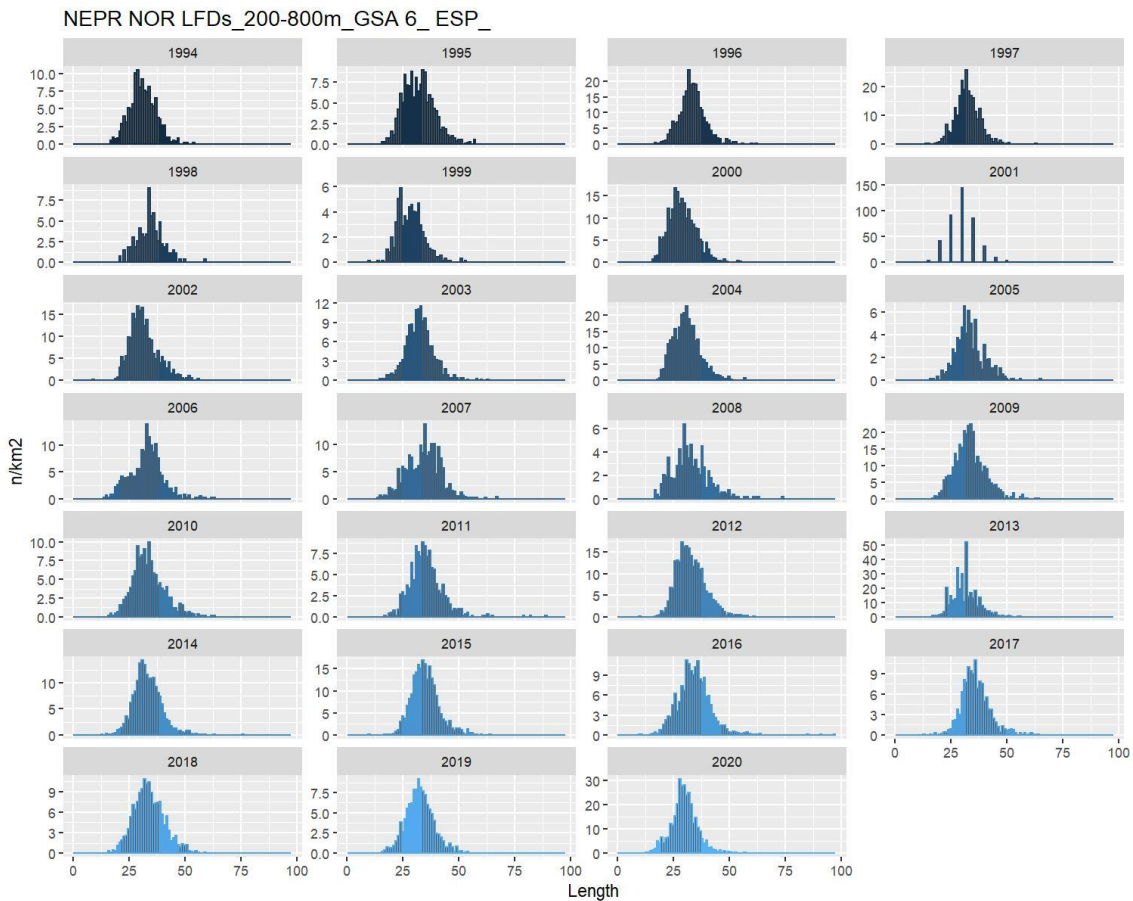 NEPR NOR LFDs_200-800m_GSA 6_ ESP_
1994 1995 1996 1997
10.0 7.5 5.0 2.5 0.0
7.5 5.0 2.5 0.0
20 15 10 5 0
20 10 0
1998 1999 2000 2001
7.5 5.0 2.5 0.0
6 4 2 0
15 10 5 0
150 100 50 0
2002 2003 2004 2005
15 10 5 0
12 9 6 3 0
20 15 10 5 0
6 4 2 0
2006 2007 2008 2009
10 5 0
10 5 0
6 4 2 0
20 15 10 5 0
n/km2
2010 2011 2012 2013
10.0 7.5 5.0 2.5 0.0
7.5 5.0 2.5 0.0
15 10 5 0
50 40 30 20 10 0
2014 2015 2016 2017
10 5 0
15 10 5 0
9 6 3 0
9 6 3 0
0 25 50 75 100
2018 2019 2020
9 6 3 0
7.5 5.0 2.5 0.0
30 20 10 0
0 25 50 75 100
0 25 50 75 100
0 25 50 75 100
Length